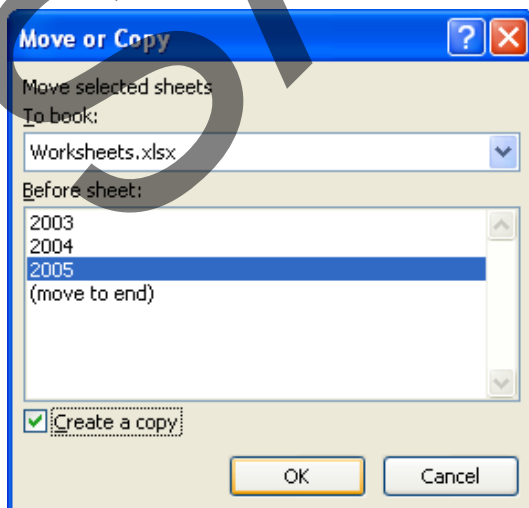 Move or Copy
Move selected sheets
To book:
Worksheets.xlsx
Before sheet:
2003
2004
2005
(move to end)
Create a copy
OK Cancel